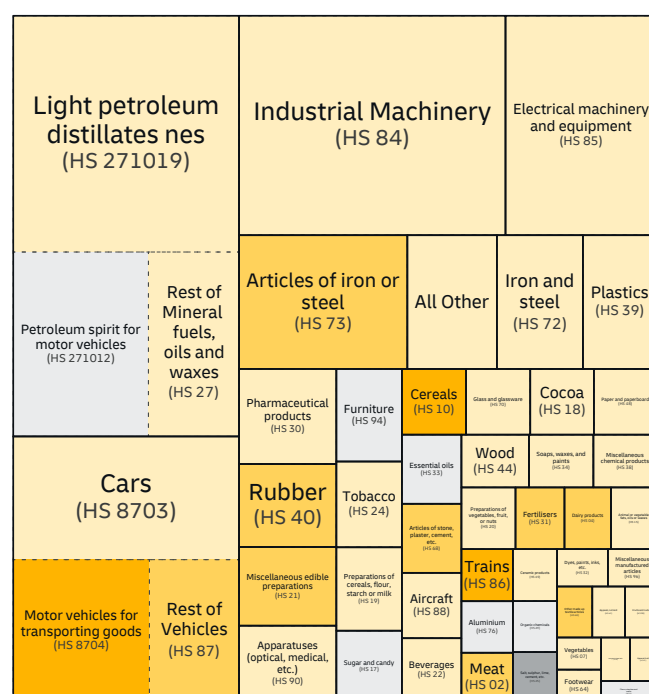 Light petroleum
distillates nes
(HS 271019)
Industrial Machinery
(HS 84)
Electrical machinery
and equipment
(HS 85)
Petroleum spirit for
motor vehicles
(HS 271012)
Rest of
Mineral
fuels,
oils and
waxes
(HS 27)
Articles of iron or
steel
(HS 73)
All Other
Iron and
steel
(HS 72)
Plastics
(HS 39)
Cars
(HS 8703)
Motor vehicles for
transporting goods
(HS 8704)
Rest of
Vehicles
(HS 87)
Pharmaceutical
products
(HS 30)
Furniture
(HS 94)
Cereals
(HS 10)
Glass and glassware
(HS 70)
Cocoa
(HS 18)
Paper and paperboard
(HS 48)
Rubber
(HS 40)
Tobacco
(HS 24)
Essential oils
(HS 33)
Wood
(HS 44)
Soaps, waxes, and
paints
(HS 34)
Miscellaneous
chemical products
(HS 38)
Articles of stone,
plaster, cement,
etc.
(HS 68)
Preparations of
vegetables, fruit,
or nuts
(HS 20)
Fertilisers
(HS 31)
Dairy products
(HS 04)
Miscellaneous edible
preparations
(HS 21)
Preparations of
cereals, flour,
starch or milk
(HS 19)
Aircraft
(HS 88)
Trains
(HS 86)
Ceramic products
Dyes, paints, inks,
etc.
(HS 32)
Miscellaneous
manufactured
articles
(HS 96)
Aluminium
(HS 76)
Organic chemicals
Apparatuses
(optical, medical,
etc.)
(HS 90)
Sugar and candy
(HS 17)
Beverages
(HS 22)
Meat
(HS 02)
Vegetables
(HS 07)
Footwear
(HS 64)